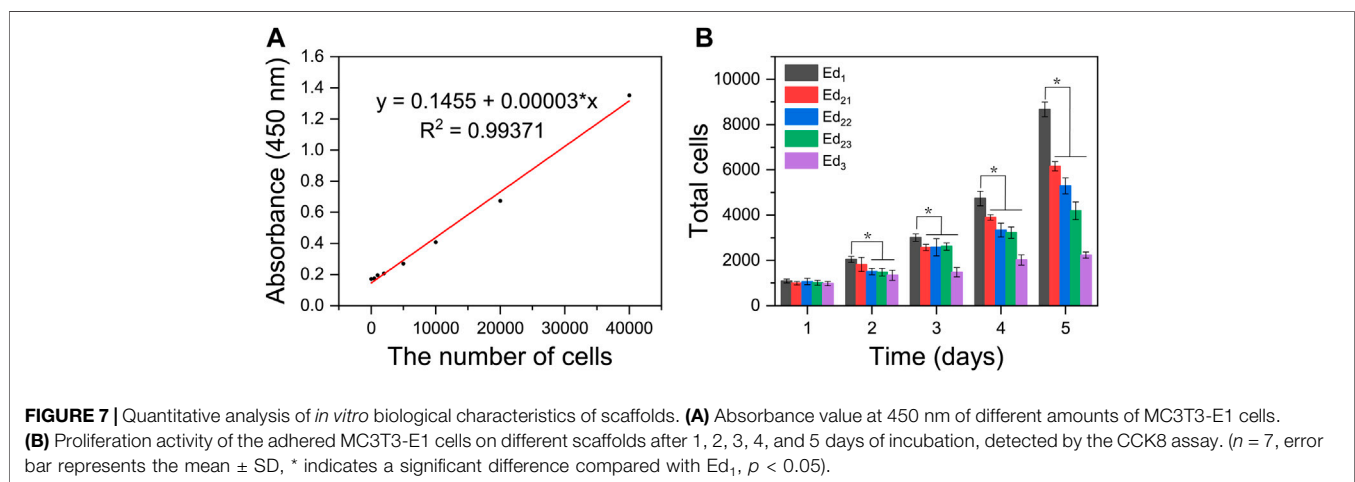 A
B
1.6
1.4
1.2
1.0
0.8
0.6
0.4
0.2
0.0
Absorbance (450 nm)
y = 0.1455 + 0.00003*x
R² = 0.99371
0 10000 20000 30000 40000
The number of cells
10000
8000
6000
4000
2000
0
Total cells
Ed₁
Ed₂₁
Ed₂₂
Ed₂₃
Ed₃
*
*
*
*
1 2 3 4 5
Time (days)
FIGURE 7 | Quantitative analysis of in vitro biological characteristics of scaffolds. (A) Absorbance value at 450 nm of different amounts of MC3T3-E1 cells.
(B) Proliferation activity of the adhered MC3T3-E1 cells on different scaffolds after 1, 2, 3, 4, and 5 days of incubation, detected by the CCK8 assay. (n = 7, error
bar represents the mean ± SD, * indicates a significant difference compared with Ed₁, p < 0.05).